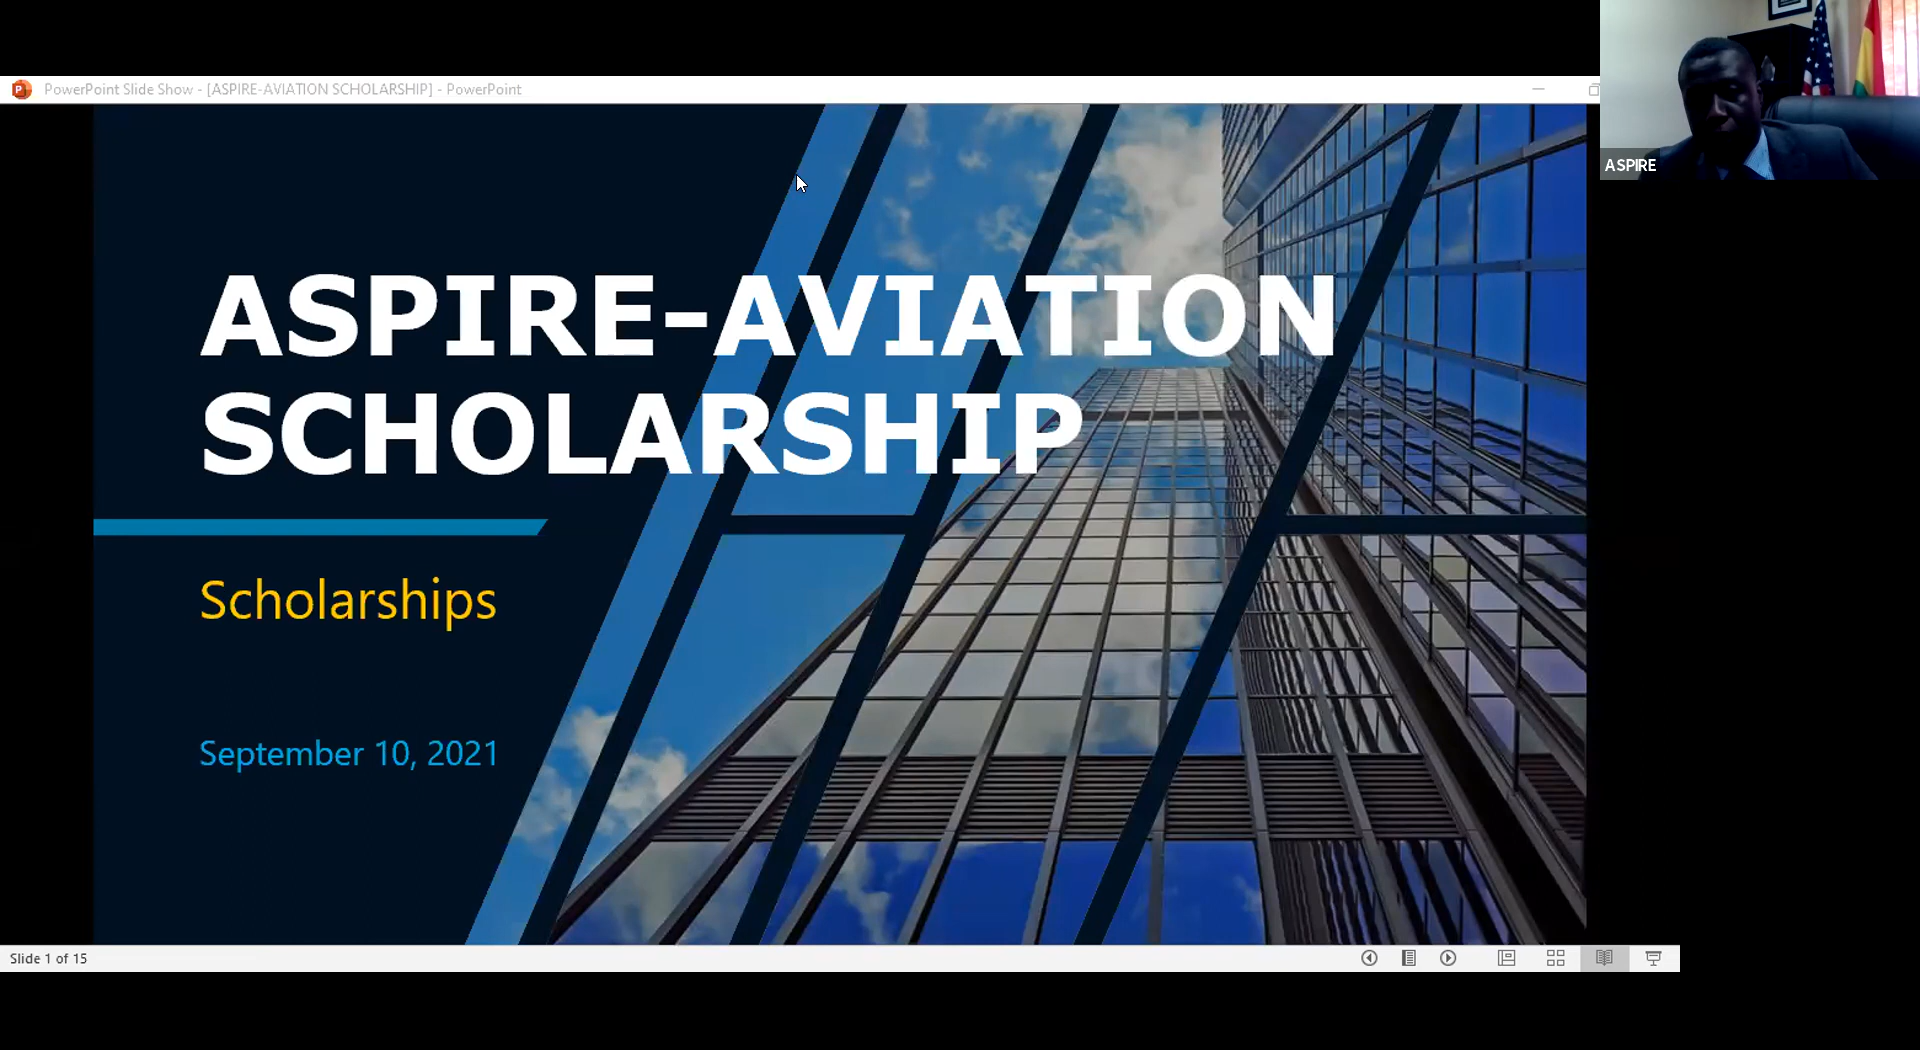 PowerPoint Slide Show - [ASPIRE-AVIATION SCHOLARSHIP] - PowerPoint
ASPIRE
ASPIRE-AVIATION
SCHOLARSHIP
Scholarships
September 10, 2021
Slide 1 of 15